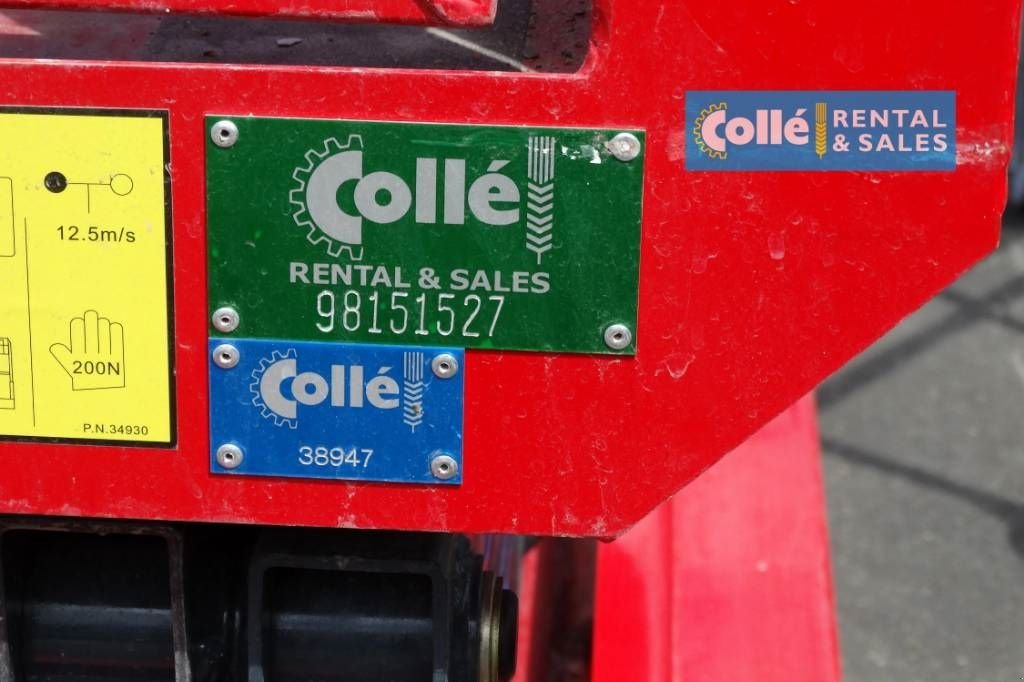 12.5m/s
200N
P.N.34930
Collé
RENTAL & SALES
98151527
Collé
38947
Collé RENTAL
& SALES